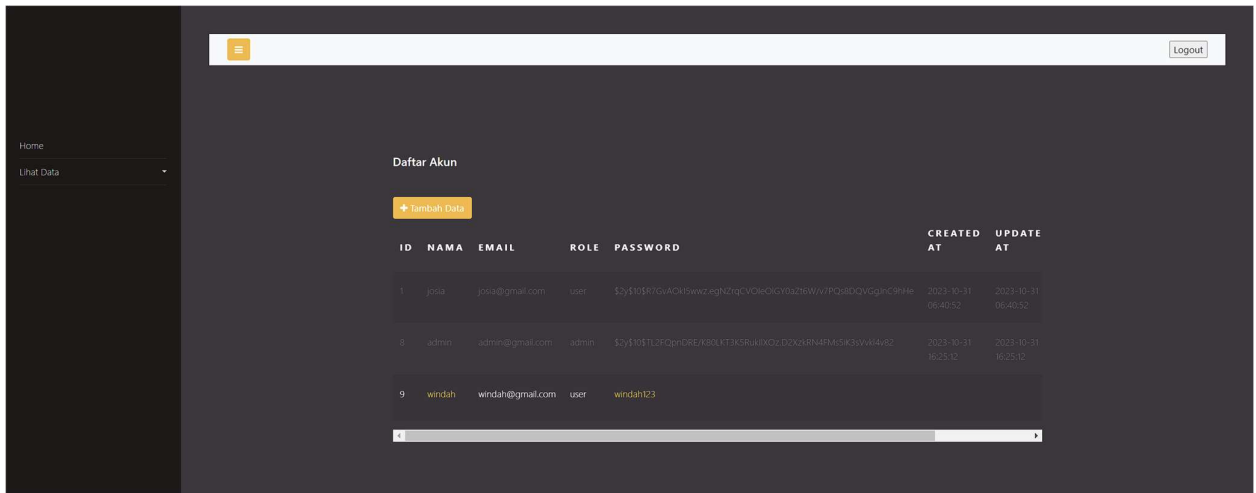 Logout
Home
Lihat Data
Daftar Akun
Tambah Data
ID NAMA EMAIL ROLE PASSWORD CREATED AT UPDATE AT
1 josia josia@gmail.com user 2023-10-31 06:40:52 2023-10-31 06:40:52
8 admin admin@gmail.com admin 2023-10-31 16:25:12 2023-10-31 16:25:12
9 windah windah@gmail.com user windah123